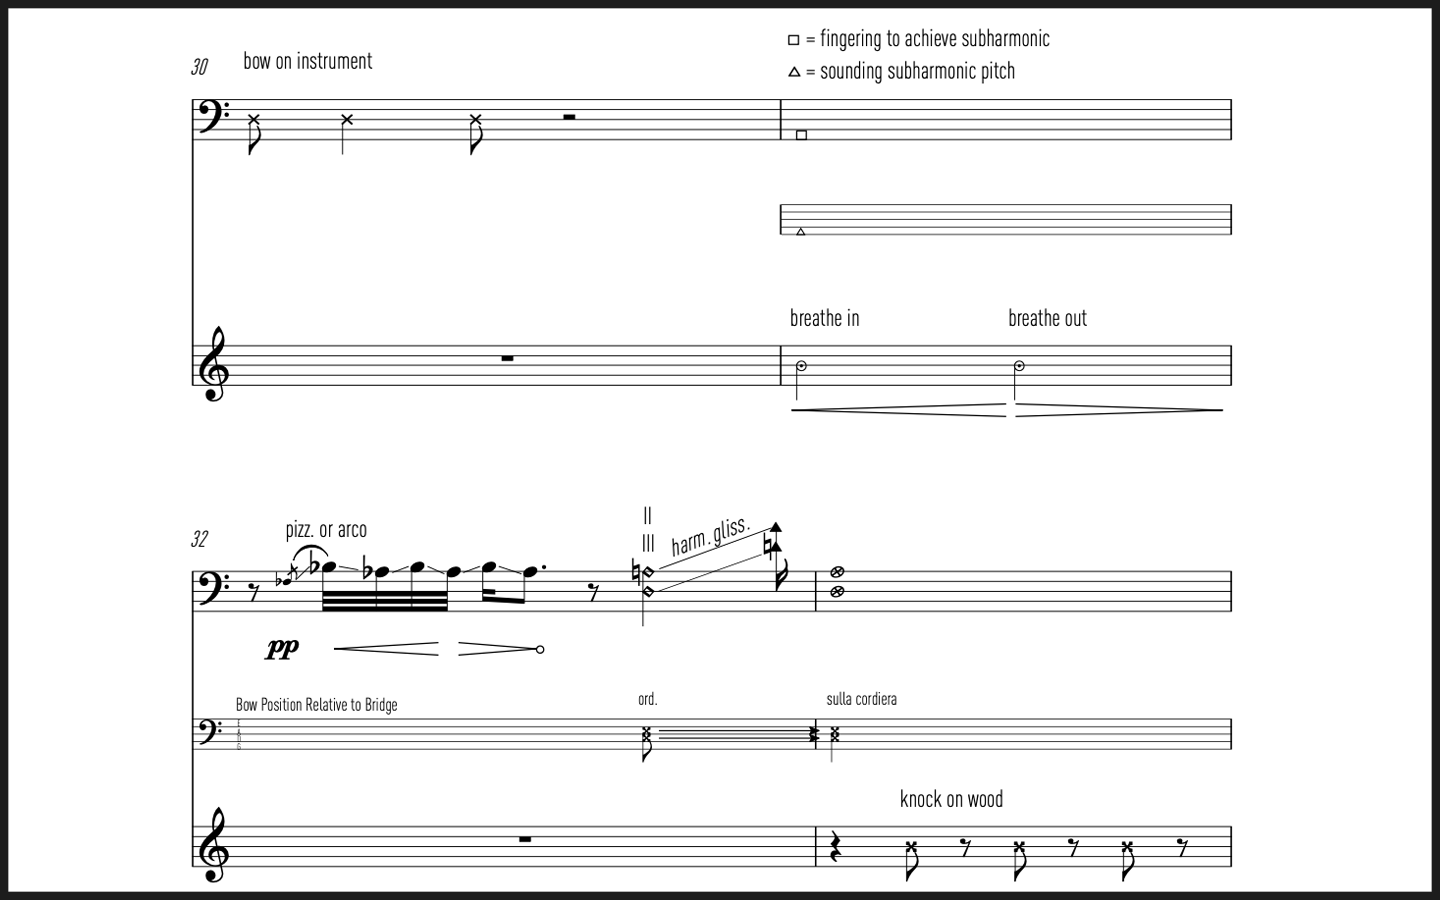 30
bow on instrument
□ = fingering to achieve subharmonic
△ = sounding subharmonic pitch
breathe in
breathe out
32
pizz. or arco
II
III
harm. gliss.
pp
Bow Position Relative to Bridge
ord.
sulla cordiera
knock on wood